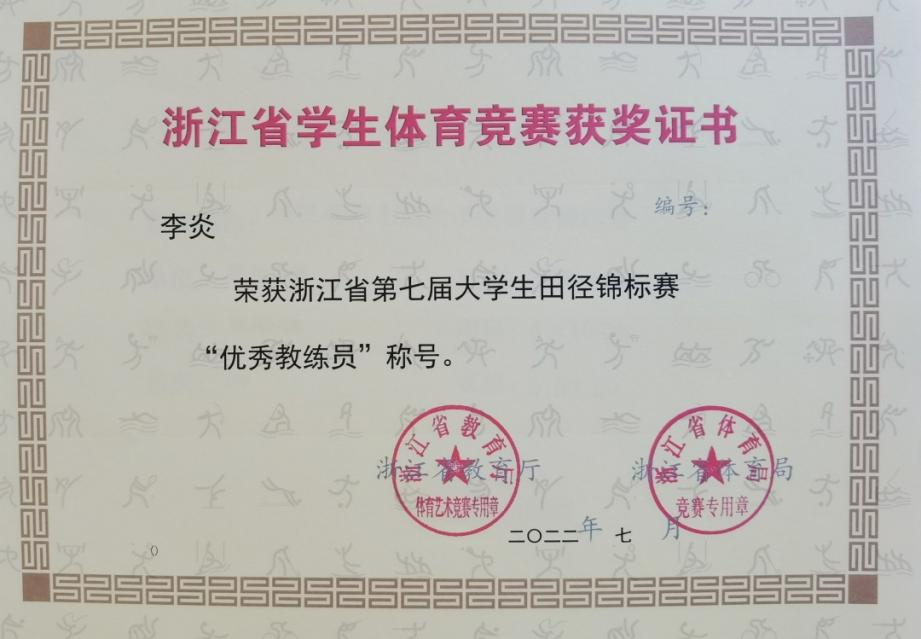 浙江省学生体育竞赛获奖证书
编号:
李炎
荣获浙江省第七届大学生田径锦标赛
“优秀教练员”称号。
浙江省教育厅
浙江省体育局
浙江省教育厅
体育艺术竞赛专用章
浙江省体育局
竞赛专用章
二〇二二年 七 月